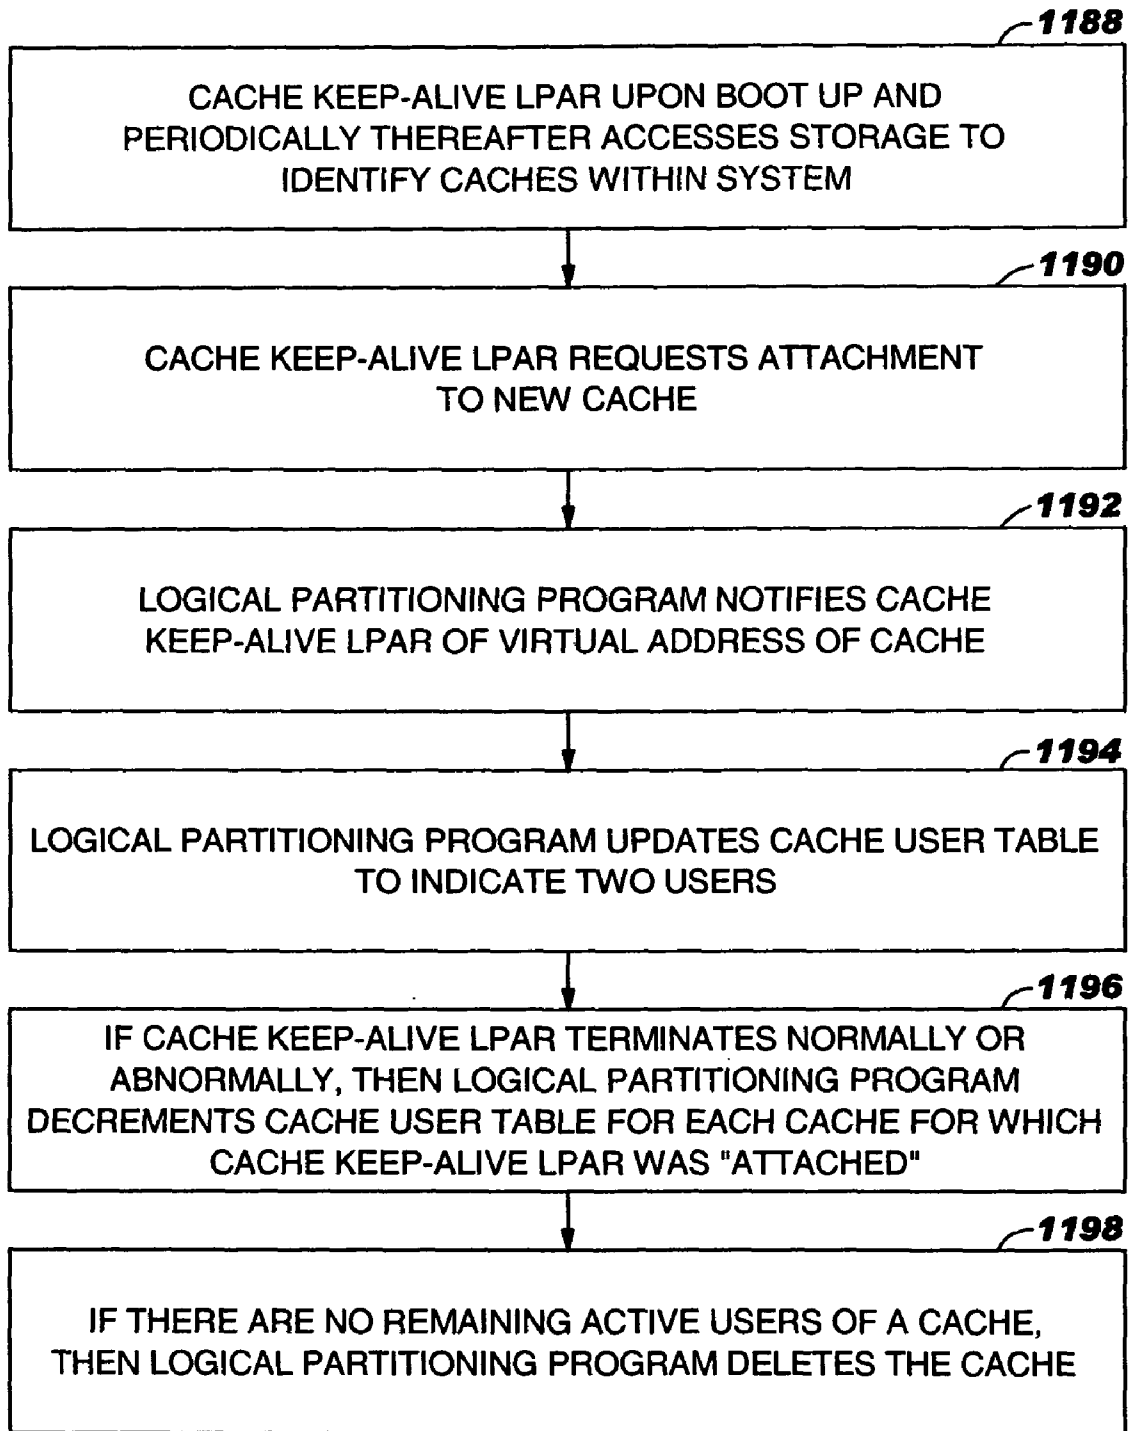 1188
CACHE KEEP-ALIVE LPAR UPON BOOT UP AND
PERIODICALLY THEREAFTER ACCESSES STORAGE TO
IDENTIFY CACHES WITHIN SYSTEM
1190
CACHE KEEP-ALIVE LPAR REQUESTS ATTACHMENT
TO NEW CACHE
1192
LOGICAL PARTITIONING PROGRAM NOTIFIES CACHE
KEEP-ALIVE LPAR OF VIRTUAL ADDRESS OF CACHE
1194
LOGICAL PARTITIONING PROGRAM UPDATES CACHE USER TABLE
TO INDICATE TWO USERS
1196
IF CACHE KEEP-ALIVE LPAR TERMINATES NORMALLY OR
ABNORMALLY, THEN LOGICAL PARTITIONING PROGRAM
DECREMENTS CACHE USER TABLE FOR EACH CACHE FOR WHICH
CACHE KEEP-ALIVE LPAR WAS "ATTACHED"
1198
IF THERE ARE NO REMAINING ACTIVE USERS OF A CACHE,
THEN LOGICAL PARTITIONING PROGRAM DELETES THE CACHE